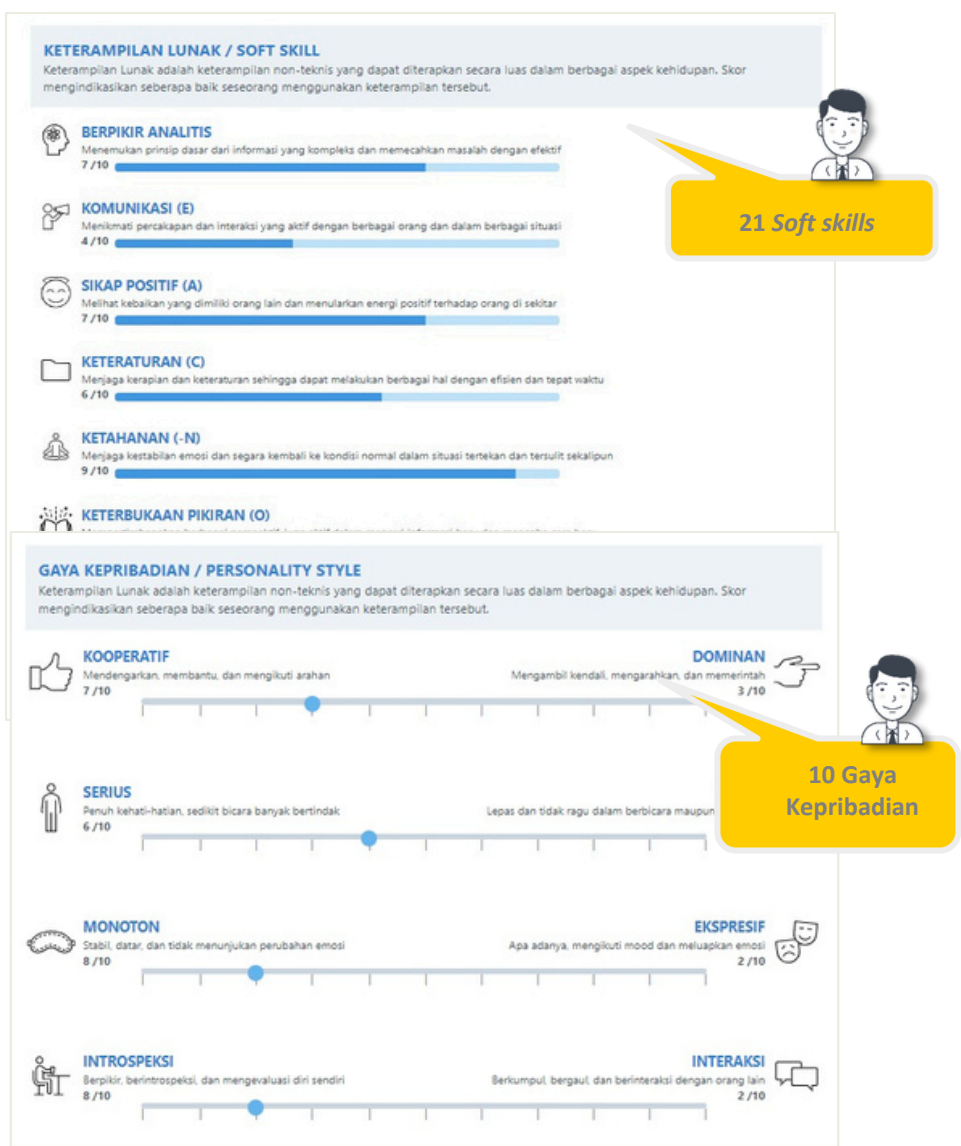 KETERAMPILAN LUNAK / SOFT SKILL
Keterampilan Lunak adalah keterampilan non-teknis yang dapat diterapkan secara luas dalam berbagai aspek kehidupan. Skor
mengindikasikan seberapa baik seseorang menggunakan keterampilan tersebut.
BERPIKIR ANALITIS
Menemukan prinsip dasar dari informasi yang kompleks dan memecahkan masalah dengan efektif
7 /10
21 Soft skills
KOMUNIKASI (E)
Menikmati percakapan dan interaksi yang aktif dengan berbagai orang dan dalam berbagai situasi
4 /10
SIKAP POSITIF (A)
Melihat kebaikan yang dimiliki orang lain dan menularkan energi positif terhadap orang di sekitar
7 /10
KETERATURAN (C)
Menjaga kerapian dan keteraturan sehingga dapat melakukan berbagai hal dengan efisien dan tepat waktu
6 /10
KETAHANAN (-N)
Menjaga kestabilan emosi dan segera kembali ke kondisi normal dalam situasi tertekan dan tersulit sekalipun
9 /10
KETERBUKAAN PIKIRAN (O)
GAYA KEPRIBADIAN / PERSONALITY STYLE
Keterampilan Lunak adalah keterampilan non-teknis yang dapat diterapkan secara luas dalam berbagai aspek kehidupan. Skor
mengindikasikan seberapa baik seseorang menggunakan keterampilan tersebut.
KOOPERATIF
Mendengarkan, membantu, dan mengikuti arahan
7 /10
DOMINAN
Mengambil kendali, mengarahkan, dan memerintah
3 /10
10 Gaya
Kepribadian
SERIUS
Penuh kehati-hatian, sedikit bicara banyak bertindak
6 /10
Lepas dan tidak ragu dalam berbicara maupun
MONOTON
Stabil, datar, dan tidak menunjukan perubahan emosi
8 /10
EKSPRESIF
Apa adanya, mengikuti mood dan meluapkan emosi
2 /10
INTROSPEKSI
Berpikir, berintrospeksi, dan mengevaluasi diri sendiri
8 /10
INTERAKSI
Berkumpul, bergaul, dan berinteraksi dengan orang lain
2 /10